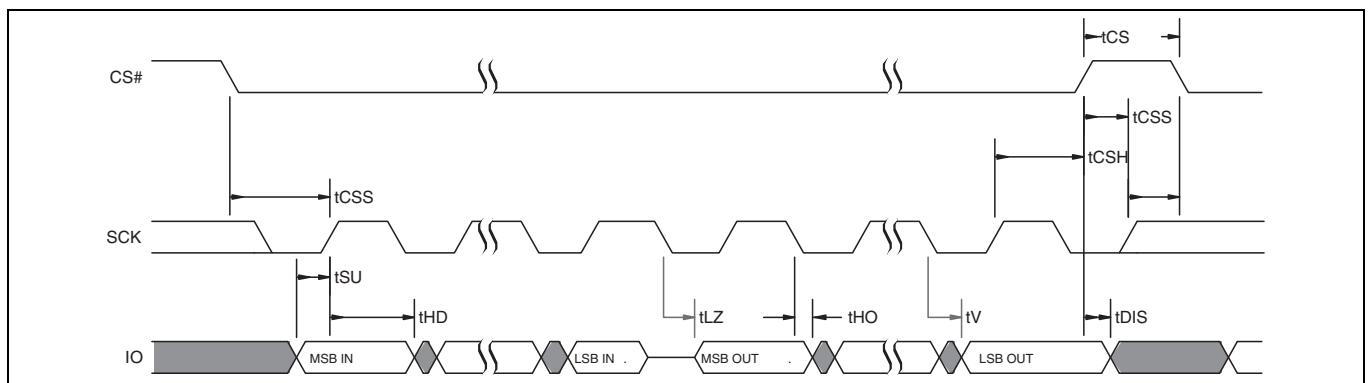 tCS
CS#
tCSS
tCSH
tCSS
SCK
tSU
tHD
tLZ
tHO
tV
tDIS
IO
MSB IN
LSB IN .
MSB OUT .
LSB OUT